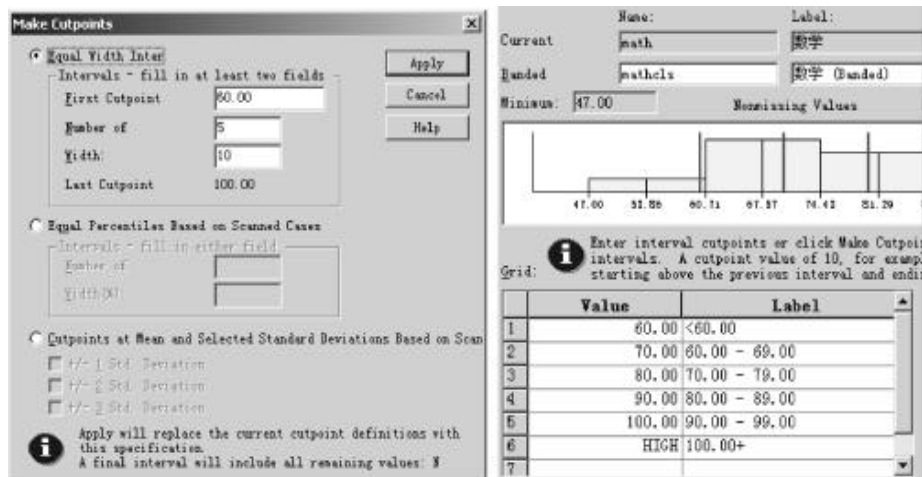 Make Cutpoints
Equal Width Inter
Intervals - fill in at least two fields
First Cutpoint 60.00
Number of 5
Width: 10
Last Cutpoint 100.00
Apply
Cancel
Help
Equal Percentiles Based on Scanned Cases
Intervals - fill in either field
Number of
Width(%)
Cutpoints at Mean and Selected Standard Deviations Based on Scan
+/- 1 Std. Deviation
+/- 2 Std. Deviation
+/- 3 Std. Deviation
Apply will replace the current cutpoint definitions with
this specification.
A final interval will include all remaining values: N
Name: Label:
Current math 数学
Banded mathcls 数学 (Banded)
Minimum: 47.00 Nonmissing Values
47.00 53.86 60.71 67.57 74.43 81.29
Enter interval cutpoints or click Make Cutpoi
intervals. A cutpoint value of 10, for examp
starting above the previous interval and endi
Grid:
Value Label
1 60.00 <60.00
2 70.00 60.00 - 69.00
3 80.00 70.00 - 79.00
4 90.00 80.00 - 89.00
5 100.00 90.00 - 99.00
6 HIGH 100.00+
7